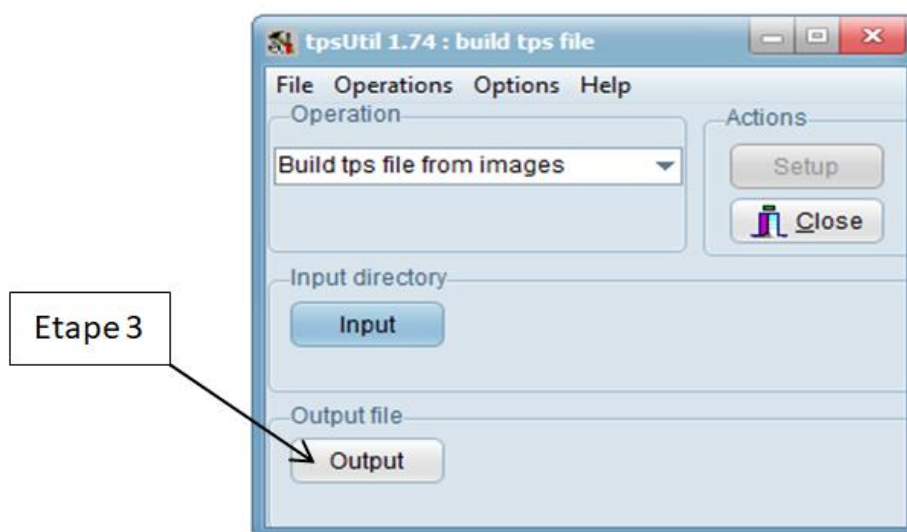 tpsUtil 1.74 : build tps file
File Operations Options Help
Operation
Actions
Build tps file from images
Setup
Close
Input directory
Input
Etape 3
Output file
Output